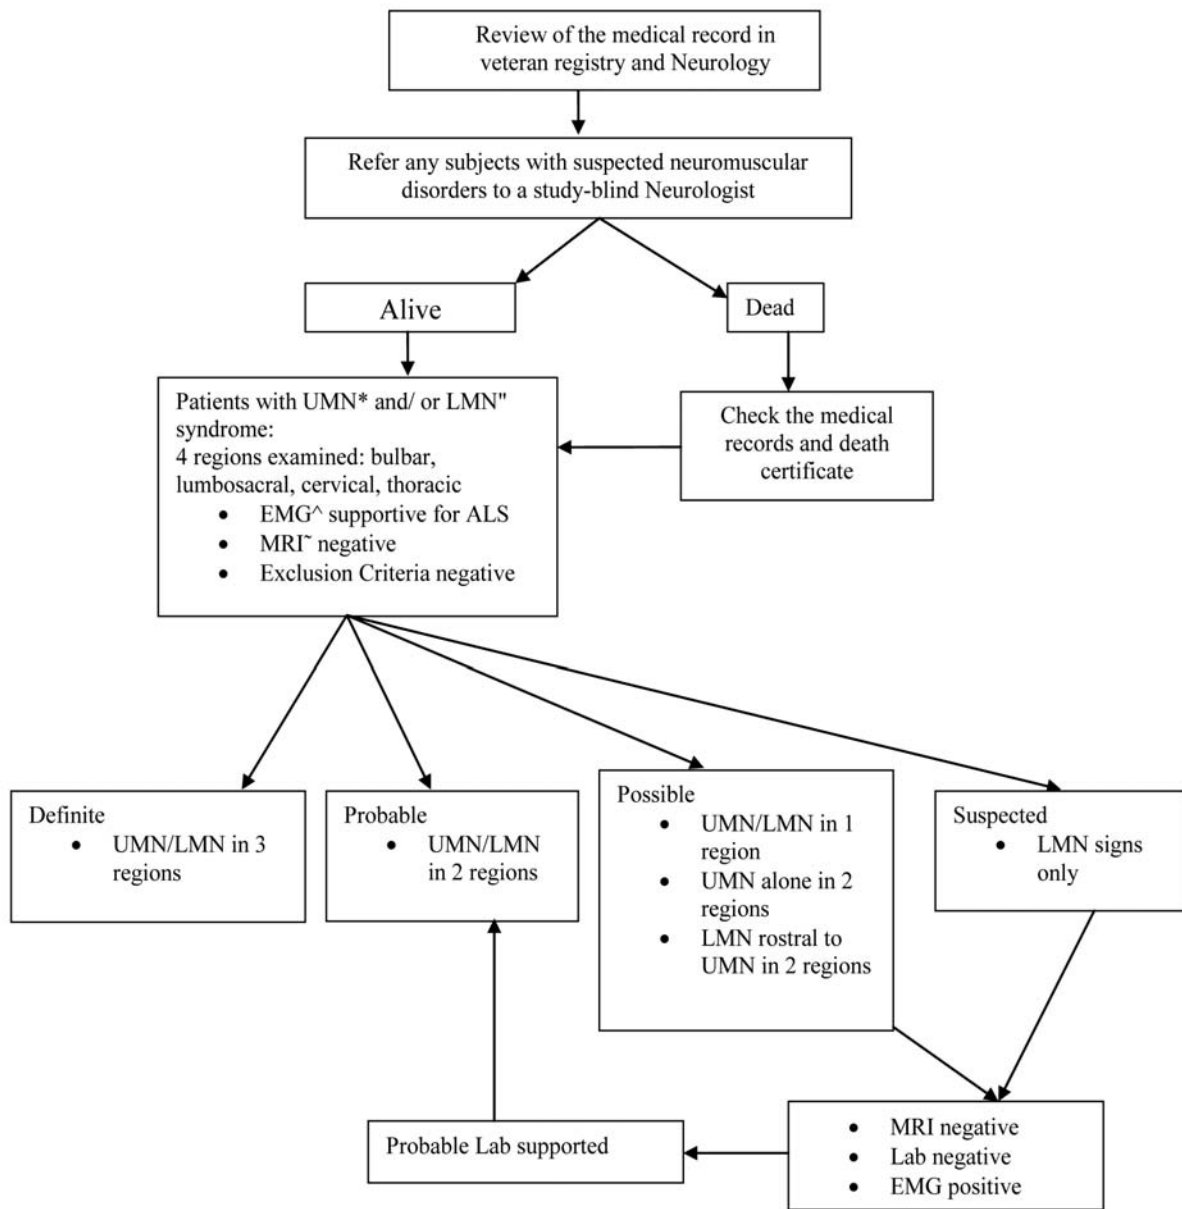 Review of the medical record in
veteran registry and Neurology
Refer any subjects with suspected neuromuscular
disorders to a study-blind Neurologist
Alive
Dead
Patients with UMN* and/ or LMN"
syndrome:
4 regions examined: bulbar,
lumbosacral, cervical, thoracic
• EMG^ supportive for ALS
• MRI~ negative
• Exclusion Criteria negative
Check the medical
records and death
certificate
Definite
• UMN/LMN in 3
regions
Probable
• UMN/LMN
in 2 regions
Possible
• UMN/LMN in 1
region
• UMN alone in 2
regions
• LMN rostral to
UMN in 2 regions
Suspected
• LMN signs
only
Probable Lab supported
• MRI negative
• Lab negative
• EMG positive